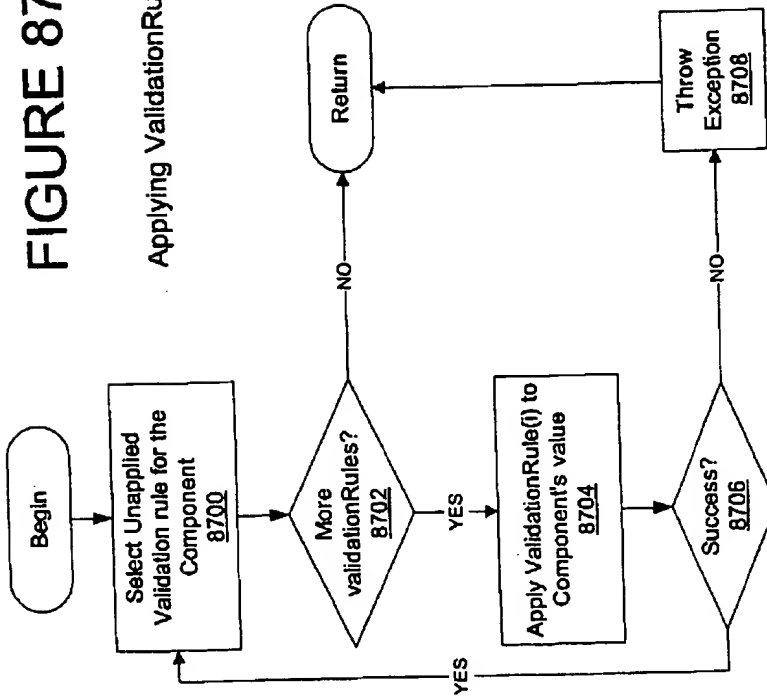 FIGURE 87
Applying ValidationRu
Begin
Select Unapplied
Validation rule for the
Component
8700
More
validationRules?
8702
NO
Return
YES
Apply ValidationRule(i) to
Component's value
8704
Success?
8706
YES
NO
Throw
Exception
8708